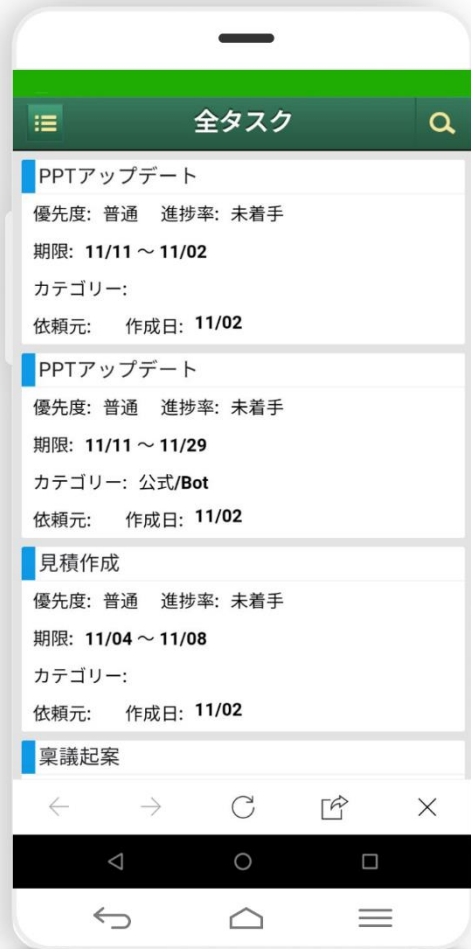 全タスク
PPTアップデート
優先度: 普通 進捗率: 未着手
期限: 11/11 ～ 11/02
カテゴリー:
依頼元: 作成日: 11/02
PPTアップデート
優先度: 普通 進捗率: 未着手
期限: 11/11 ～ 11/29
カテゴリー: 公式/Bot
依頼元: 作成日: 11/02
見積作成
優先度: 普通 進捗率: 未着手
期限: 11/04 ～ 11/08
カテゴリー:
依頼元: 作成日: 11/02
稟議起案